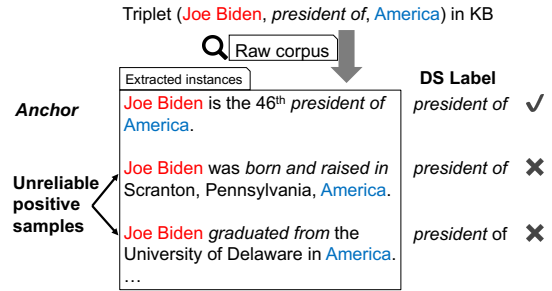 Triplet (Joe Biden, president of, America) in KB
Raw corpus
Extracted instances
DS Label
Anchor
Joe Biden is the 46th president of
America.
president of
Unreliable
positive
samples
Joe Biden was born and raised in
Scranton, Pennsylvania, America.
president of
Joe Biden graduated from the
University of Delaware in America.
president of
...